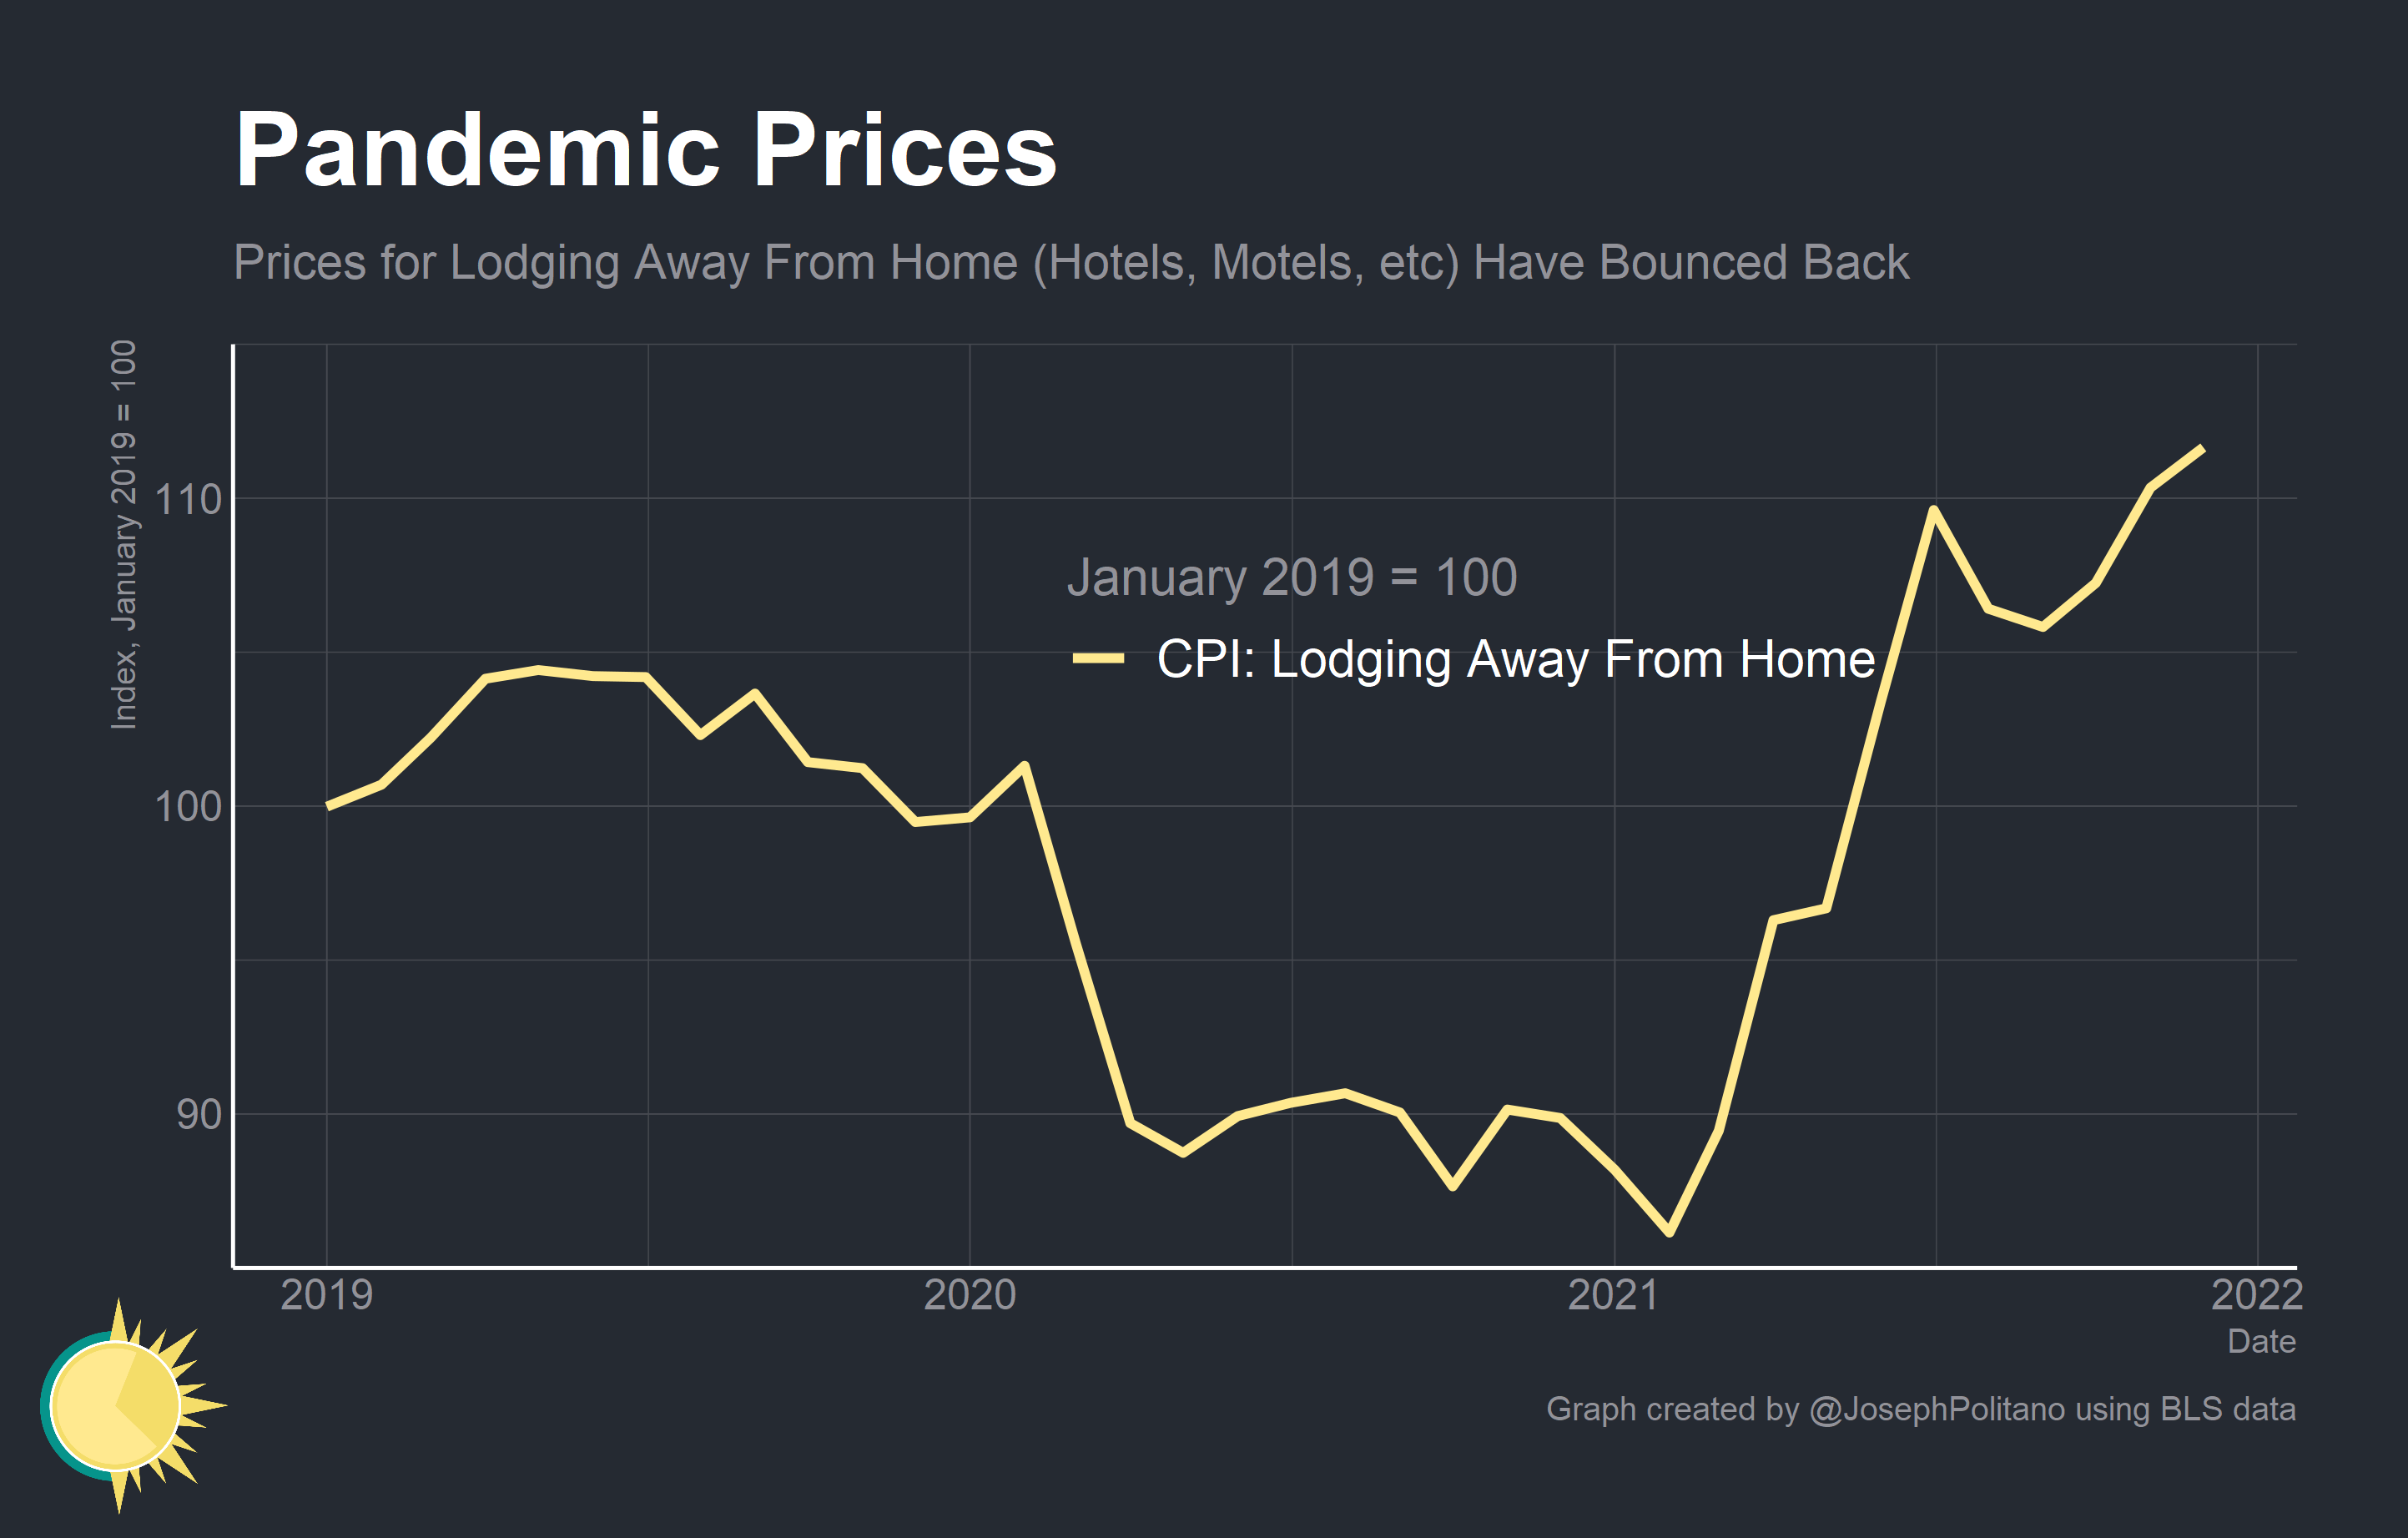 Pandemic Prices
Prices for Lodging Away From Home (Hotels, Motels, etc) Have Bounced Back
Index, January 2019 = 100
110
100
90
January 2019 = 100
CPI: Lodging Away From Home
2019
2020
2021
2022
Date
Graph created by @JosephPolitano using BLS data